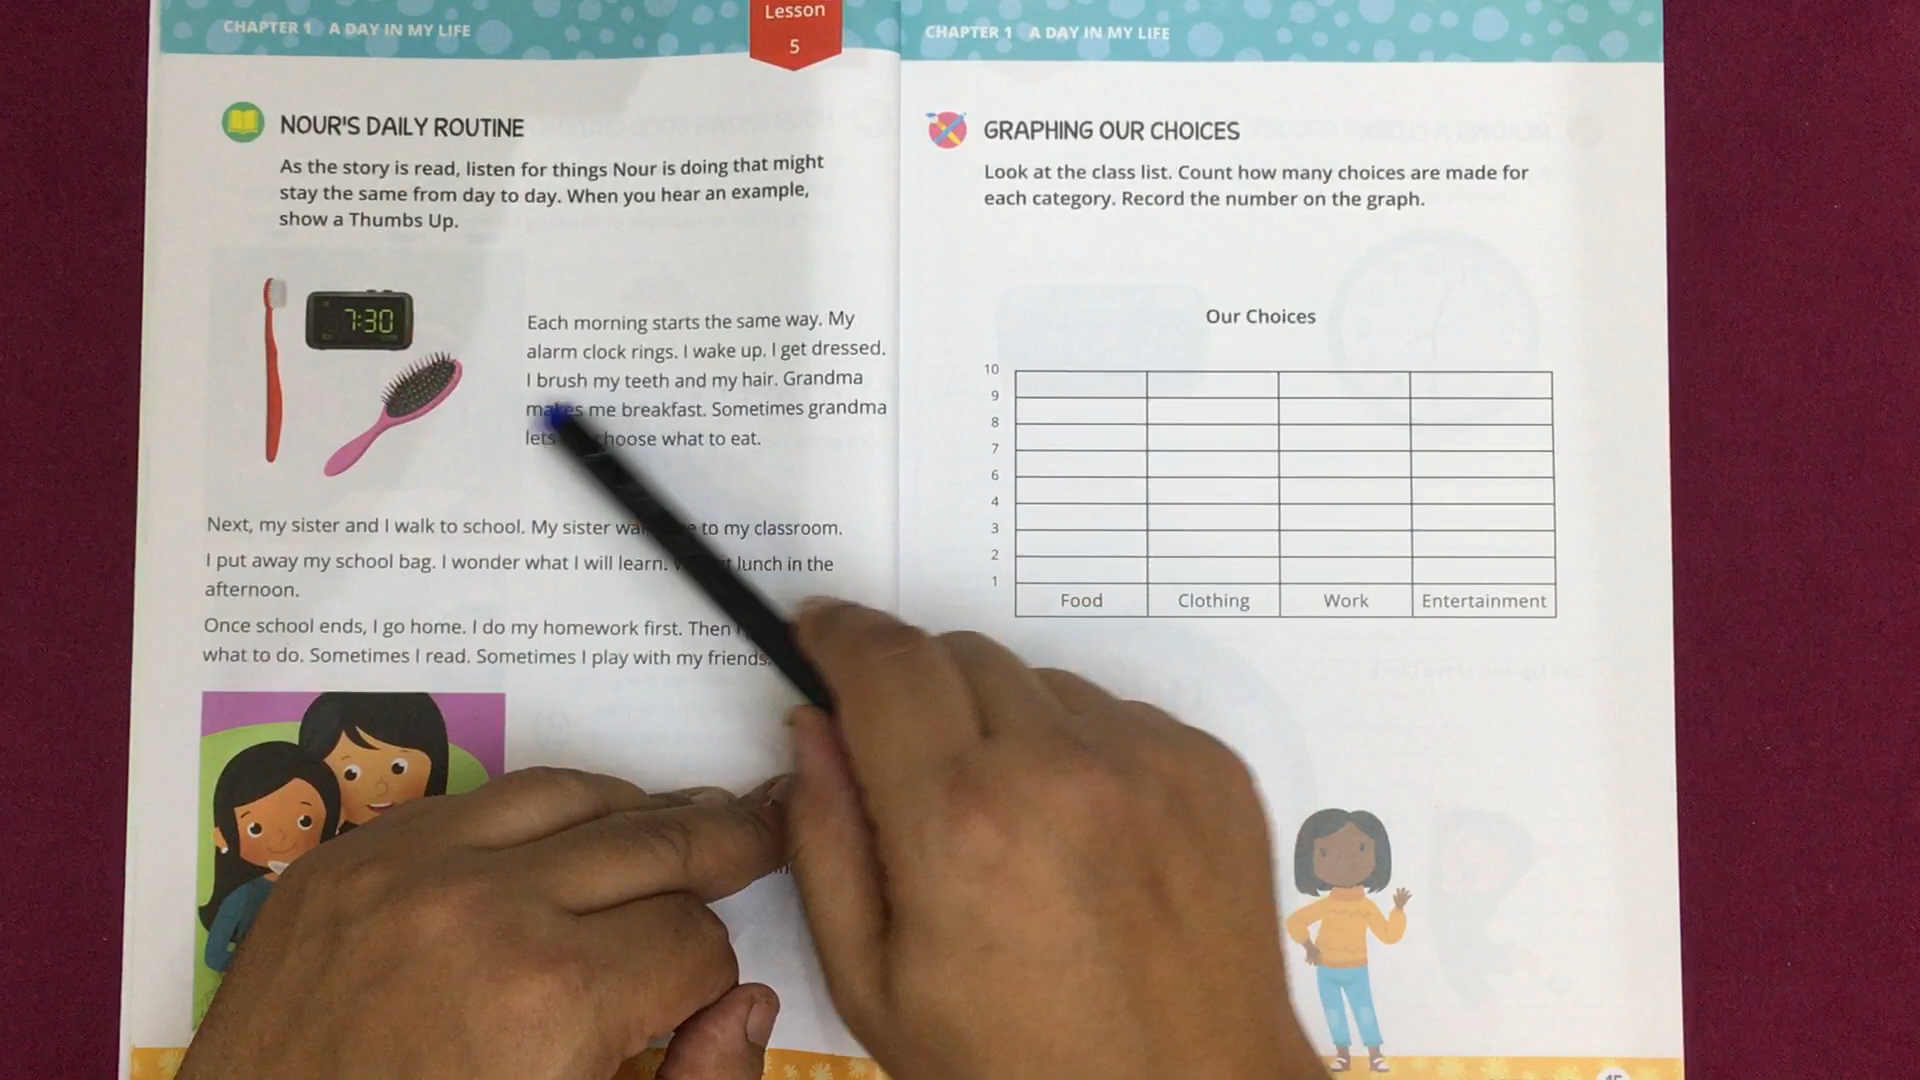 CHAPTER 1 A DAY IN MY LIFE
Lesson
5
NOUR'S DAILY ROUTINE
As the story is read, listen for things Nour is doing that might
stay the same from day to day. When you hear an example,
show a Thumbs Up.
7:30
Each morning starts the same way. My
alarm clock rings. I wake up. I get dressed.
I brush my teeth and my hair. Grandma
makes me breakfast. Sometimes grandma
lets choose what to eat.
Next, my sister and I walk to school. My sister to my classroom.
I put away my school bag. I wonder what I will learn. lunch in the
afternoon.
Once school ends, I go home. I do my homework first. Then
what to do. Sometimes I read. Sometimes I play with my friends.
CHAPTER 1 A DAY IN MY LIFE
GRAPHING OUR CHOICES
Look at the class list. Count how many choices are made for
each category. Record the number on the graph.
Our Choices
10
9
8
7
6
4
3
2
1
Food Clothing Work Entertainment